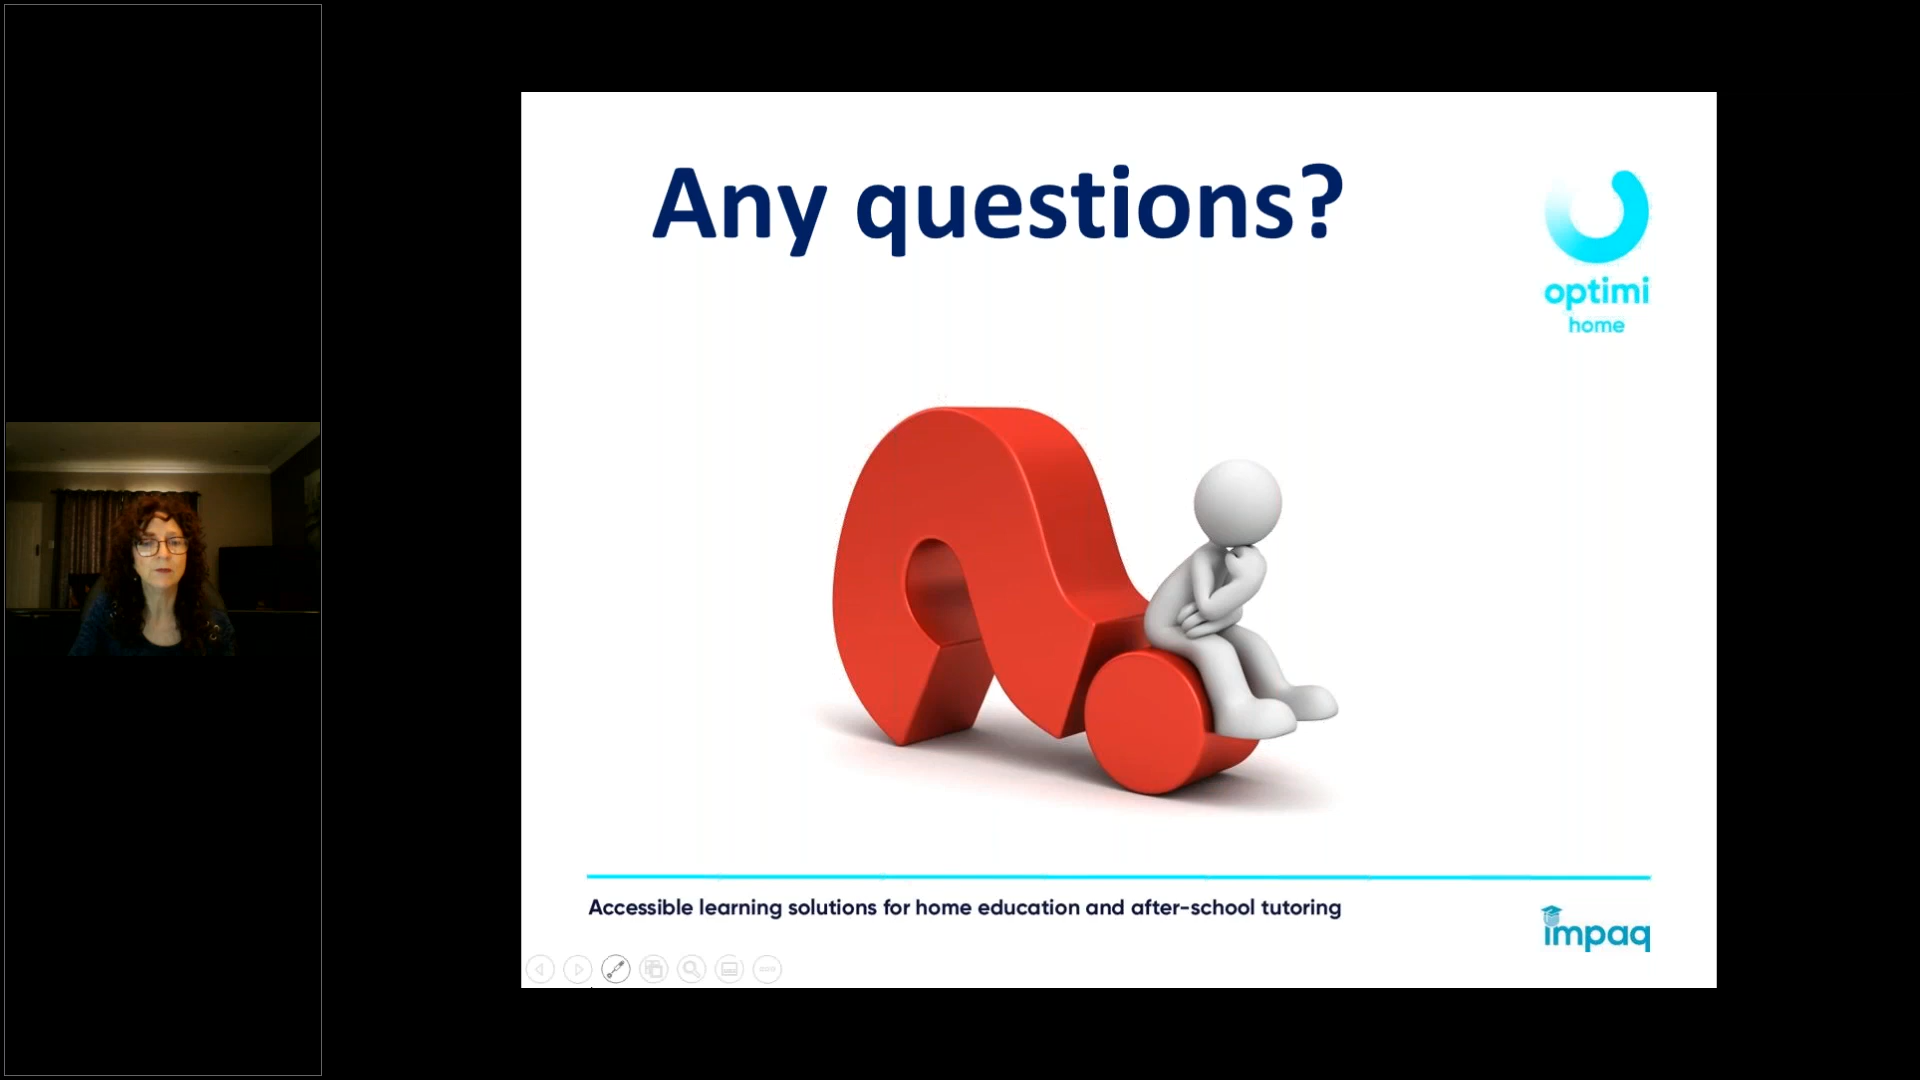 Any questions?
optimi
home
Accessible learning solutions for home education and after-school tutoring
impaq